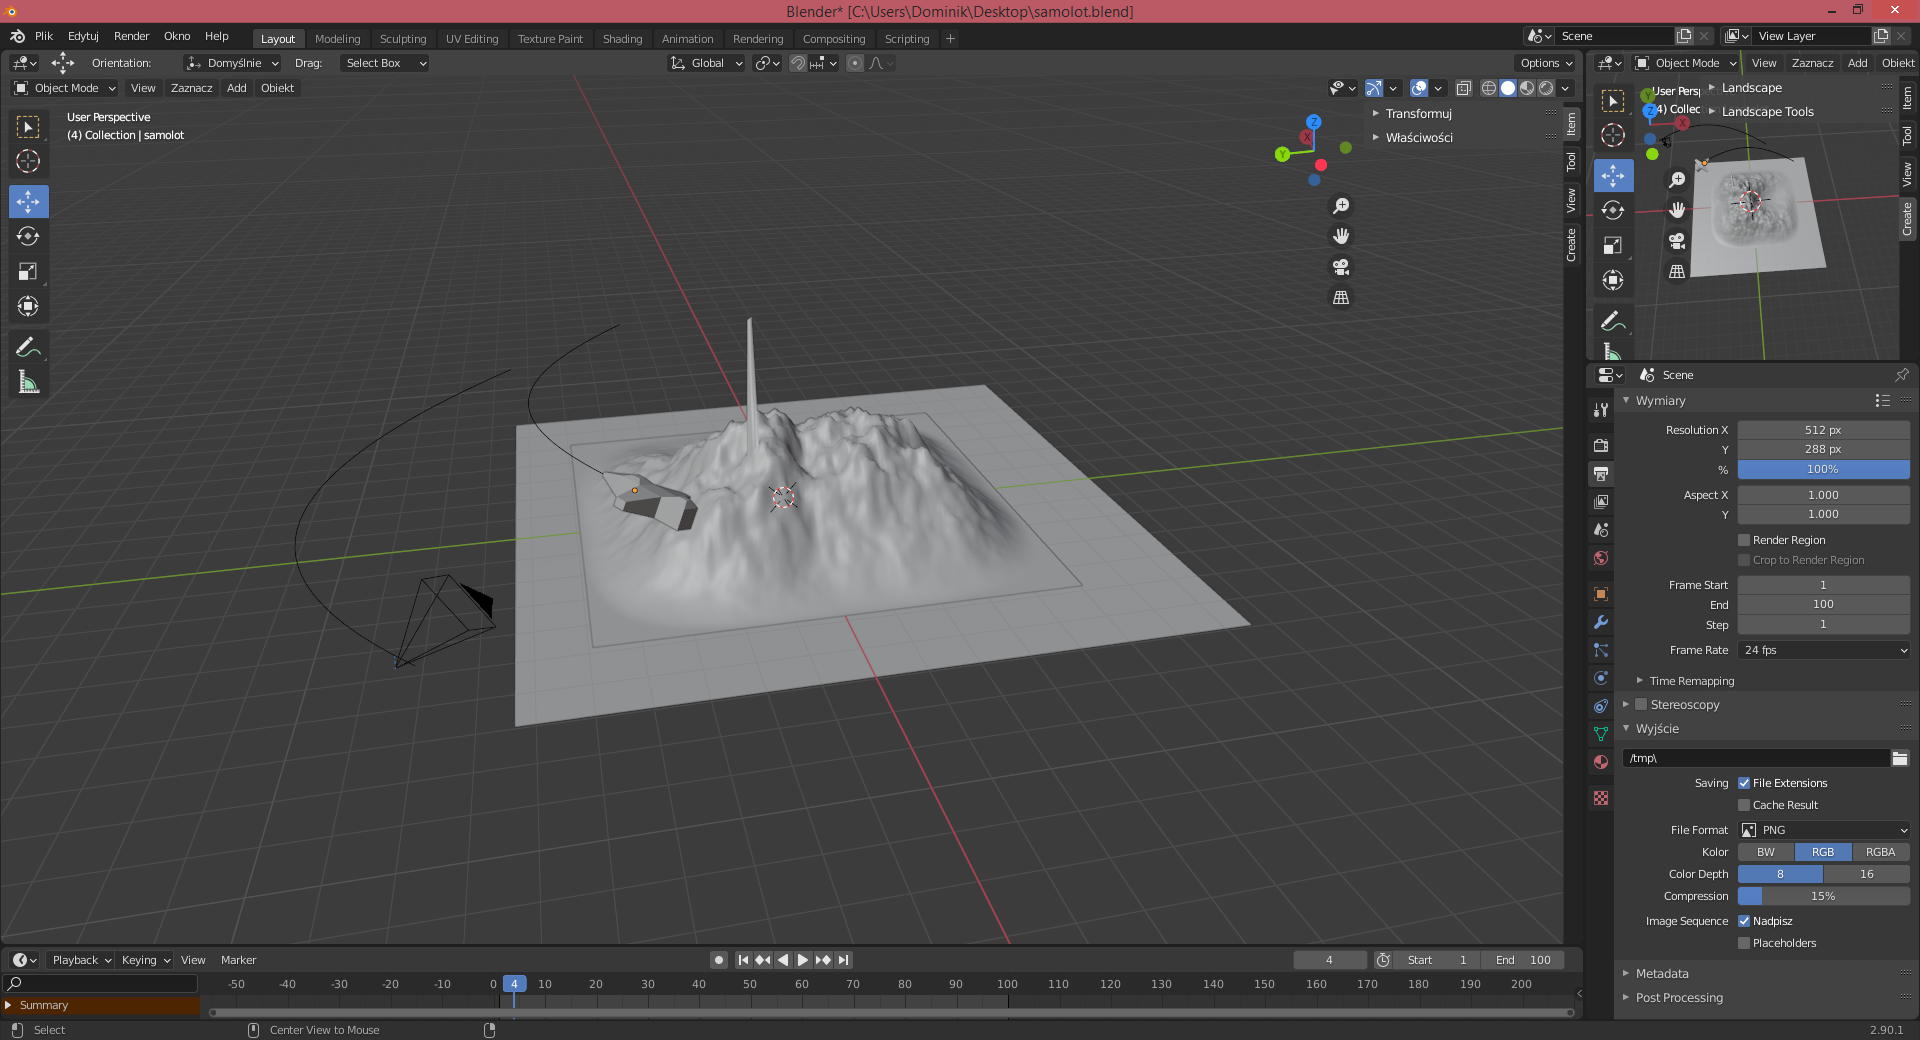 Blender* [C:\Users\Dominik\Desktop\samolot.blend]
Plik Edytuj Render Okno Help Layout Modeling Sculpting UV Editing Texture Paint Shading Animation Rendering Compositing Scripting + Scene View Layer
Orientation: Domyślnie Drag: Select Box Global Options
Object Mode View Zaznacz Add Obiekt
Object Mode View Zaznacz Add Obiekt
User Perspective
(4) Collection | samolot
Transformuj
Właściwości
Item
Tool
View
Create
Z
X
Y
User Persp
(4) Collec
Landscape
Landscape Tools
Y
Z
X
Item
Tool
View
Create
Scene
Wymiary
Resolution X 512 px
Y 288 px
% 100%
Aspect X 1.000
Y 1.000
Render Region
Crop to Render Region
Frame Start 1
End 100
Step 1
Frame Rate 24 fps
Time Remapping
Stereoscopy
Wyjście
/tmp\
Saving File Extensions
Cache Result
File Format PNG
Kolor BW RGB RGBA
Color Depth 8 16
Compression 15%
Image Sequence Nadpisz
Placeholders
Metadata
Post Processing
Playback Keying View Marker 4 Start 1 End 100
-50 -40 -30 -20 -10 0 4 10 20 30 40 50 60 70 80 90 100 110 120 130 140 150 160 170 180 190 200
Summary
Select Center View to Mouse 2.90.1